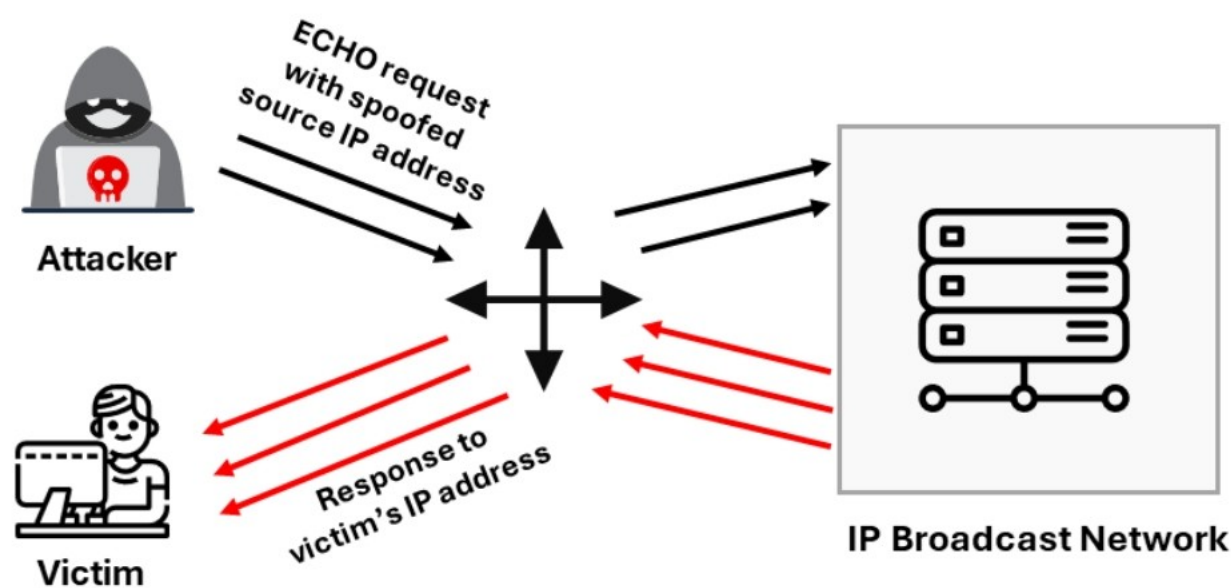 ECHO request
with spoofed
source IP address
Attacker
Response to
victim's IP address
Victim
IP Broadcast Network